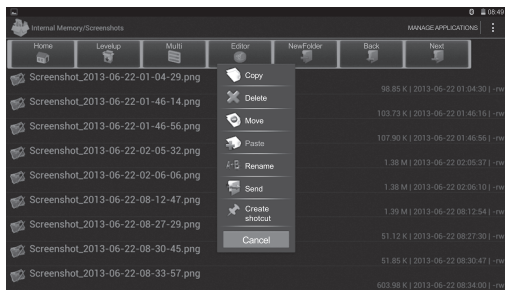 08:49
Internal Memory/Screenshots
MANAGE APPLICATIONS
Home Levelup Multi Editor NewFolder Back Next
Screenshot_2013-06-22-01-04-29.png
98.85 K | 2013-06-22 01:04:30 | -rw
Screenshot_2013-06-22-01-46-14.png
103.73 K | 2013-06-22 01:46:16 | -rw
Screenshot_2013-06-22-01-46-56.png
107.90 K | 2013-06-22 01:46:56 | -rw
Screenshot_2013-06-22-02-05-32.png
1.38 M | 2013-06-22 02:05:37 | -rw
Screenshot_2013-06-22-02-06-06.png
1.38 M | 2013-06-22 02:06:10 | -rw
Screenshot_2013-06-22-08-12-47.png
1.39 M | 2013-06-22 08:12:54 | -rw
Screenshot_2013-06-22-08-27-29.png
51.12 K | 2013-06-22 08:27:30 | -rw
Screenshot_2013-06-22-08-30-45.png
51.85 K | 2013-06-22 08:30:47 | -rw
Screenshot_2013-06-22-08-33-57.png
603.98 K | 2013-06-22 08:34:00 | -rw
Copy
Delete
Move
Paste
A-B Rename
Send
Create
shotcut
Cancel